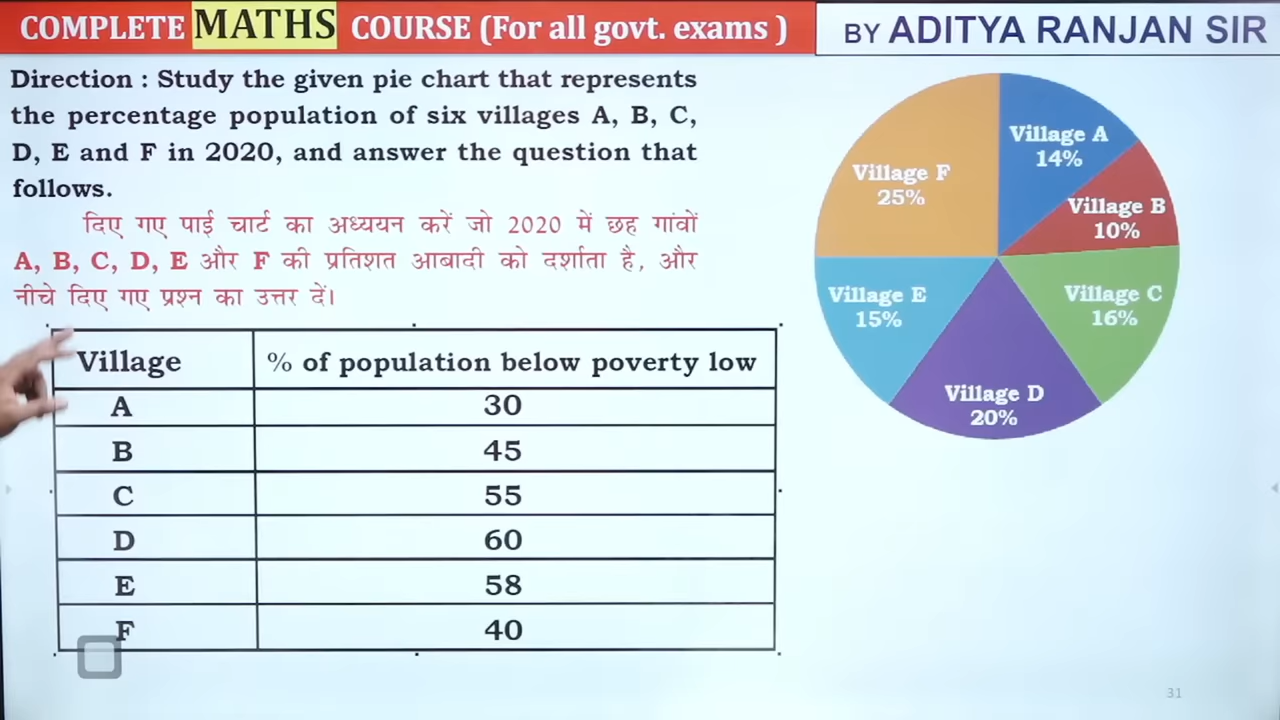 COMPLETE MATHS COURSE (For all govt. exams )
BY ADITYA RANJAN SIR
Direction : Study the given pie chart that represents
the percentage population of six villages A, B, C,
D, E and F in 2020, and answer the question that
follows.
दिए गए पाई चार्ट का अध्ययन करें जो 2020 में छह गांवों
A, B, C, D, E और F की प्रतिशत आबादी को दर्शाता है, और
नीचे दिए गए प्रश्न का उत्तर दें।
Village % of population below poverty low
A 30
B 45
C 55
D 60
E 58
F 40
Village A
14%
Village B
10%
Village C
16%
Village D
20%
Village E
15%
Village F
25%
31